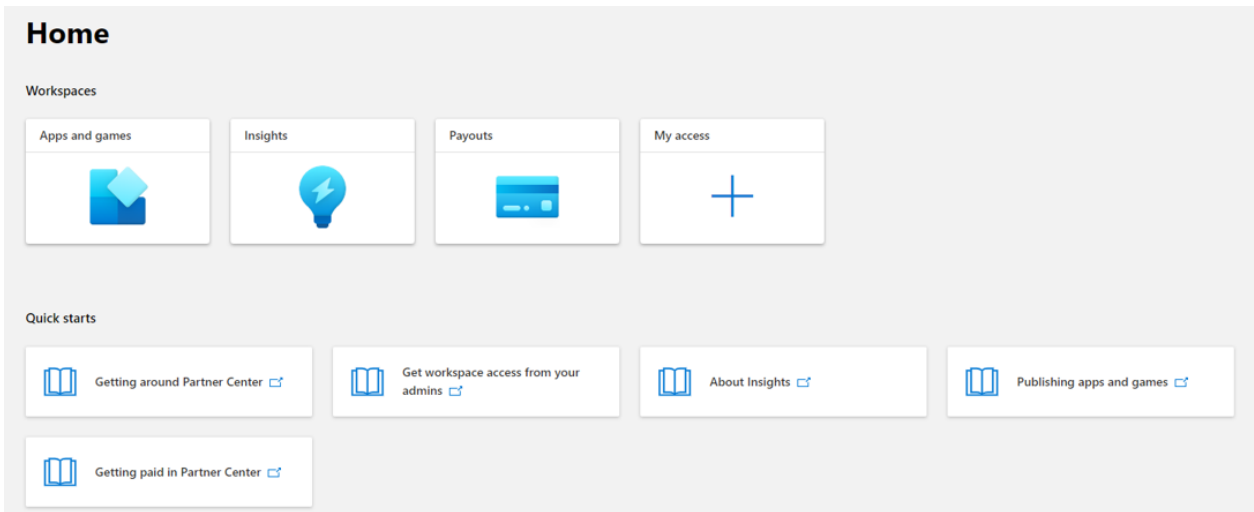 Home
Workspaces
Apps and games
Insights
Payouts
My access
Quick starts
Getting around Partner Center
Get workspace access from your
admins
About Insights
Publishing apps and games
Getting paid in Partner Center